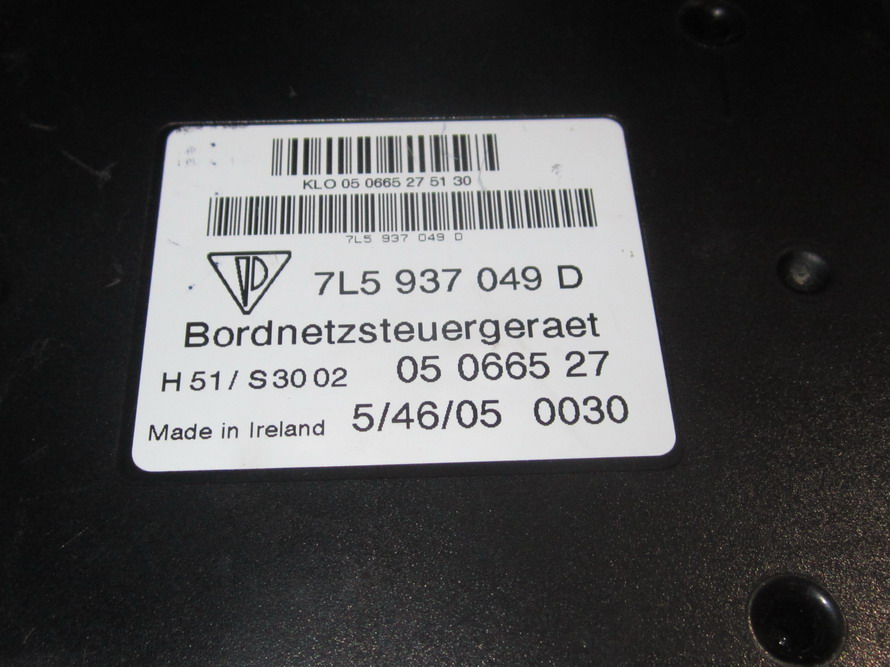 KLO 05 0665 27 51 30
7L5 937 049 D
7L5 937 049 D
Bordnetzsteuergeraet
H 51 / S 30 02 05 0665 27
Made in Ireland 5/46/05 0030